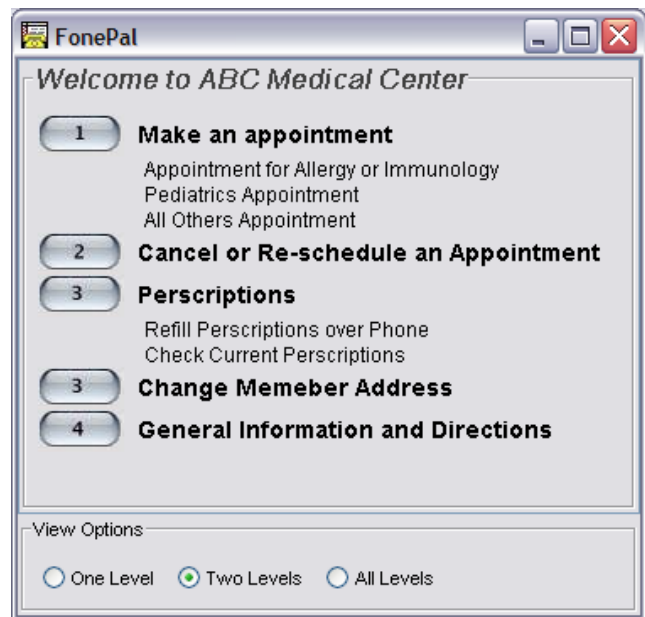 FonePal
Welcome to ABC Medical Center
1 Make an appointment
Appointment for Allergy or Immunology
Pediatrics Appointment
All Others Appointment
2 Cancel or Re-schedule an Appointment
3 Perscriptions
Refill Perscriptions over Phone
Check Current Perscriptions
3 Change Memeber Address
4 General Information and Directions
View Options
One Level Two Levels All Levels